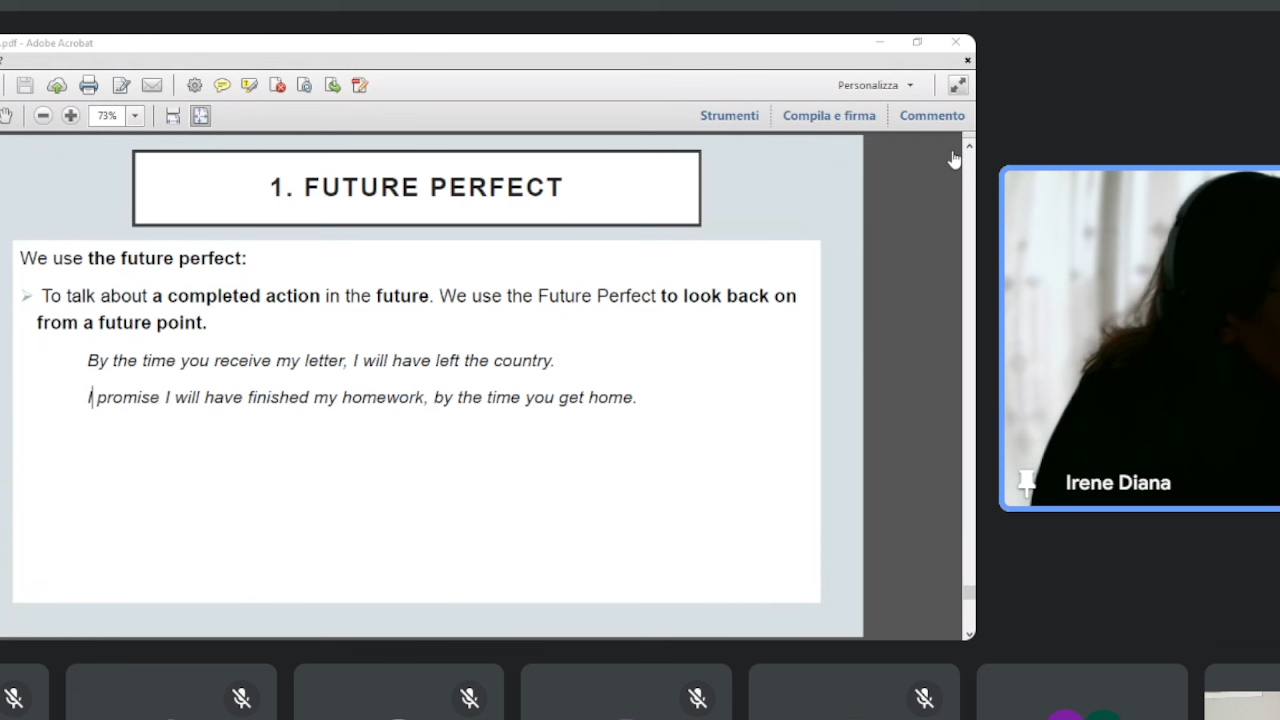 .pdf - Adobe Acrobat
?
Personalizza
73%
Strumenti
Compila e firma
Commento
1. FUTURE PERFECT
We use the future perfect:
To talk about a completed action in the future. We use the Future Perfect to look back on
from a future point.
By the time you receive my letter, I will have left the country.
I promise I will have finished my homework, by the time you get home.
Irene Diana